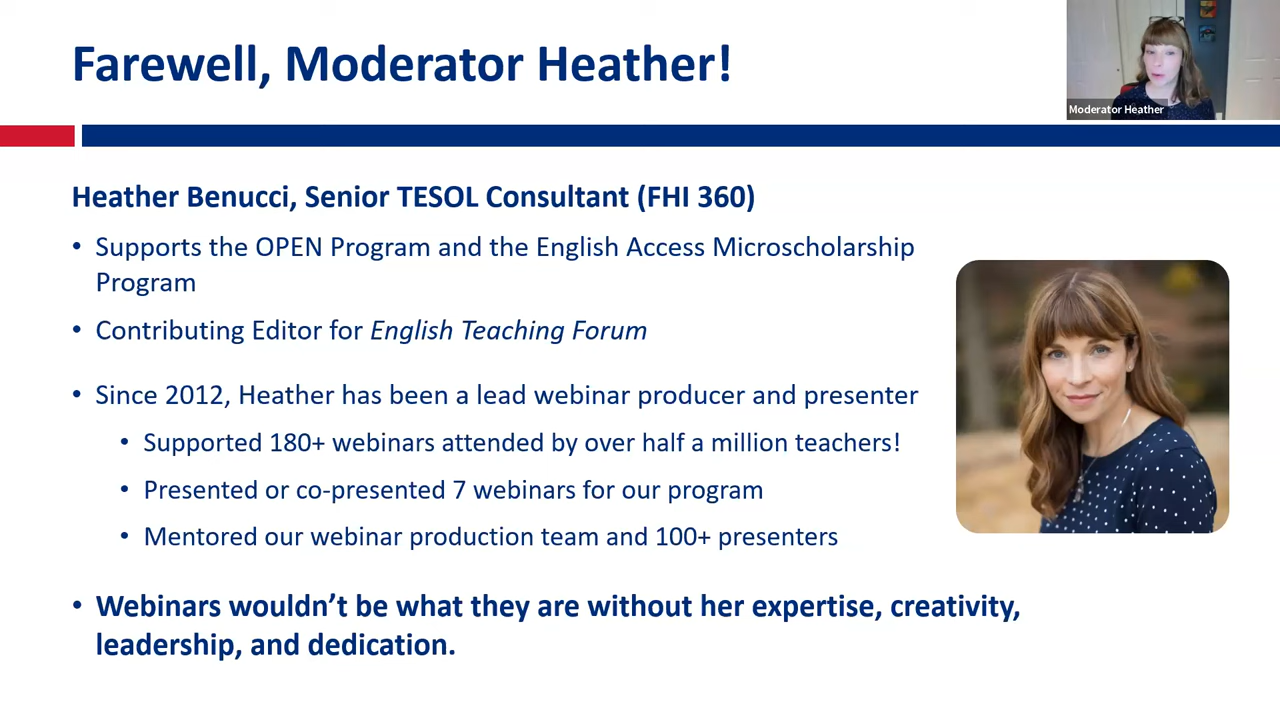 Farewell, Moderator Heather!
Moderator Heather
Heather Benucci, Senior TESOL Consultant (FHI 360)
• Supports the OPEN Program and the English Access Microscholarship
Program
• Contributing Editor for English Teaching Forum
• Since 2012, Heather has been a lead webinar producer and presenter
• Supported 180+ webinars attended by over half a million teachers!
• Presented or co-presented 7 webinars for our program
• Mentored our webinar production team and 100+ presenters
• Webinars wouldn’t be what they are without her expertise, creativity,
leadership, and dedication.